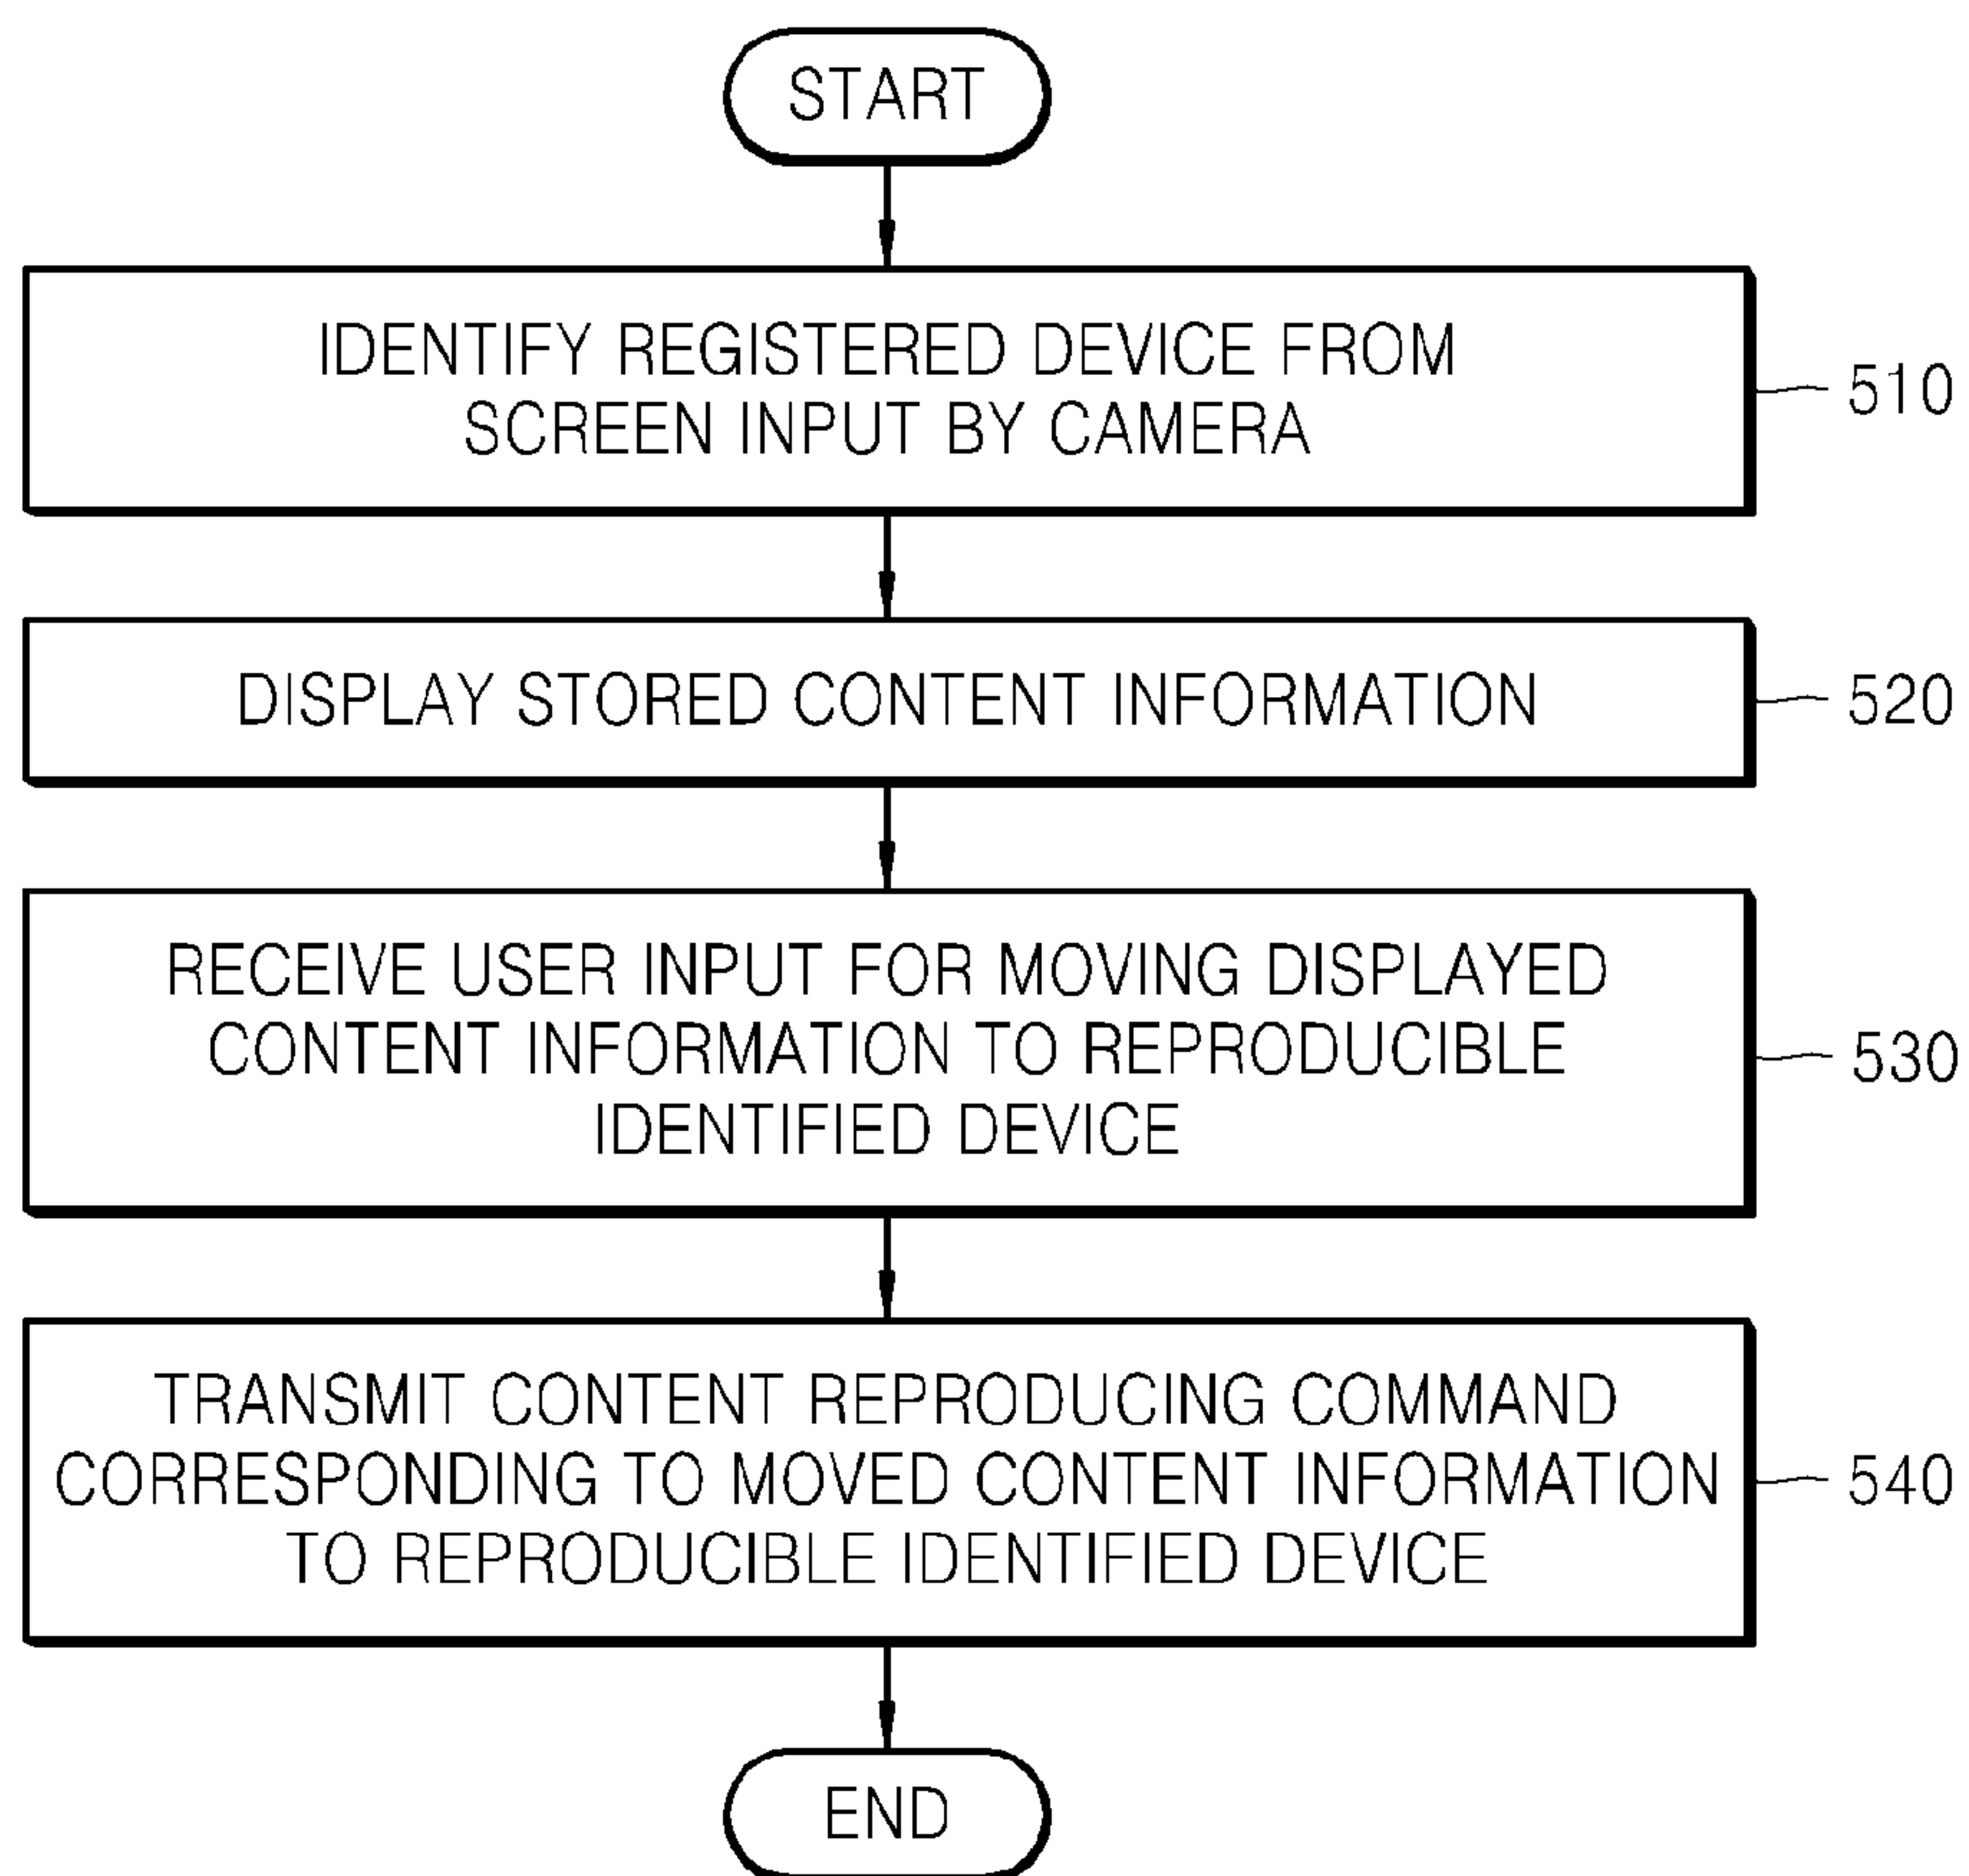 START
IDENTIFY REGISTERED DEVICE FROM
SCREEN INPUT BY CAMERA
510
DISPLAY STORED CONTENT INFORMATION
520
RECEIVE USER INPUT FOR MOVING DISPLAYED
CONTENT INFORMATION TO REPRODUCIBLE
IDENTIFIED DEVICE
530
TRANSMIT CONTENT REPRODUCING COMMAND
CORRESPONDING TO MOVED CONTENT INFORMATION
TO REPRODUCIBLE IDENTIFIED DEVICE
540
END